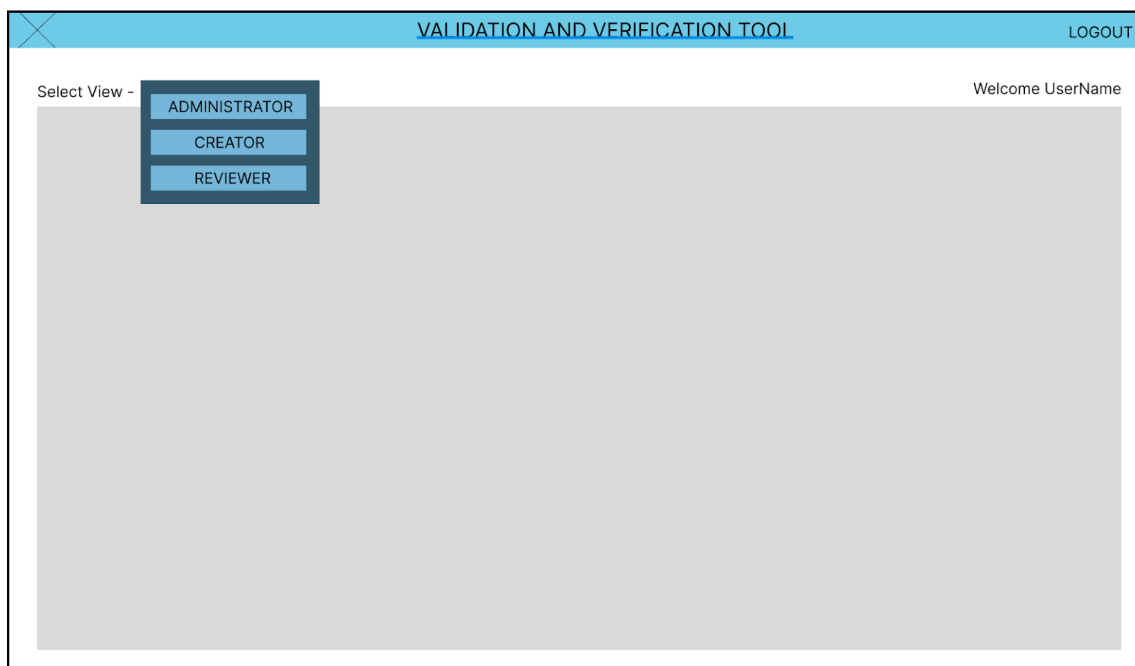 VALIDATION AND VERIFICATION TOOL
LOGOUT
Select View -
Welcome UserName
ADMINISTRATOR
CREATOR
REVIEWER